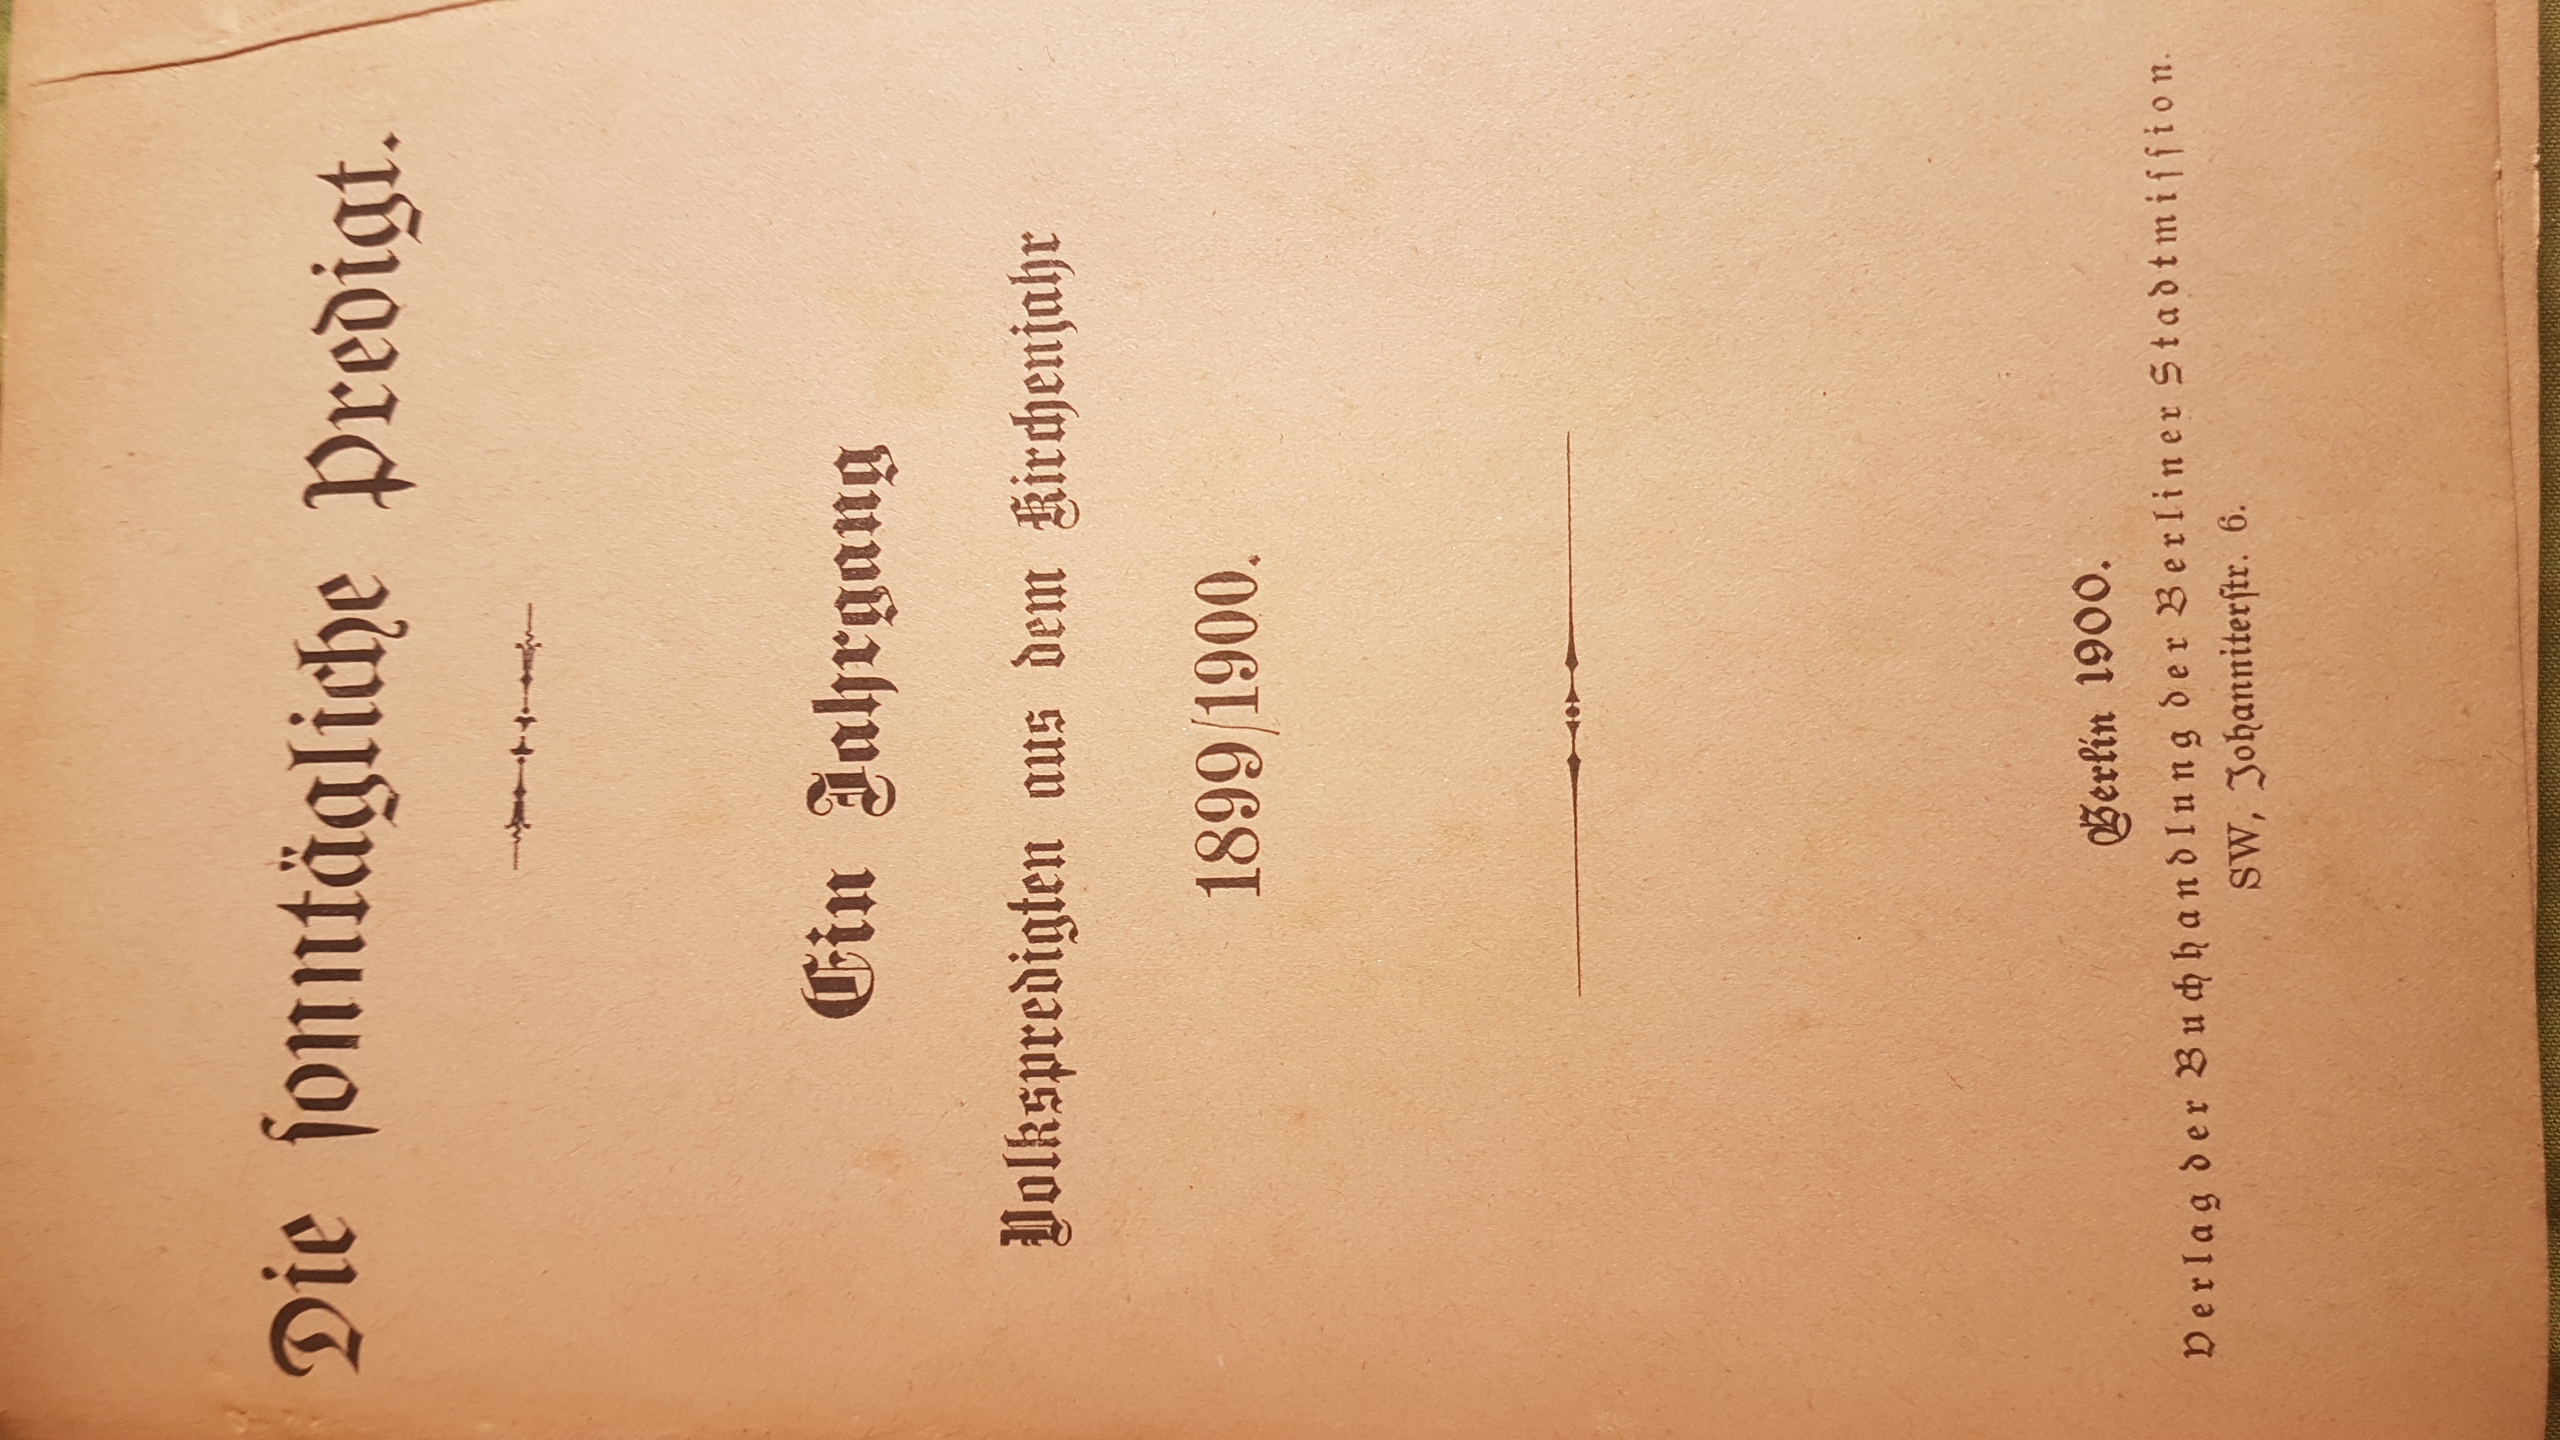 Die ſonntägliche Predigt.
Ein Jahrgang
Volkspredigten aus dem Kirchenjahr
1899/1900.
Berlin 1900.
Verlag der Buchhandlung der Berliner Stadtmiſſion.
SW, Johanniterſtr. 6.